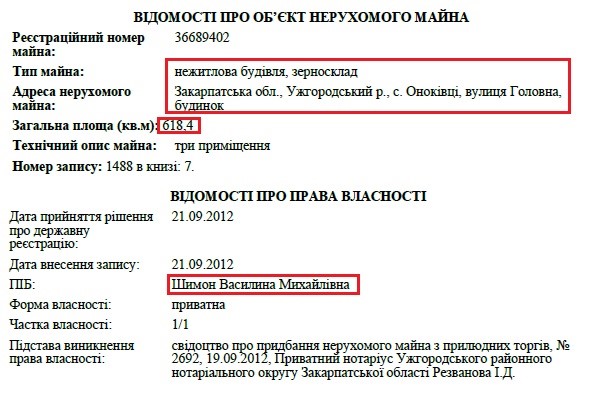 ВІДОМОСТІ ПРО ОБ’ЄКТ НЕРУХОМОГО МАЙНА
Реєстраційний номер майна: 36689402
Тип майна: нежитлова будівля, зерносклад
Адреса нерухомого майна: Закарпатська обл., Ужгородський р., с. Оноківці, вулиця Головна, будинок
Загальна площа (кв.м): 618,4
Технічний опис майна: три приміщення
Номер запису: 1488 в книзі: 7.
ВІДОМОСТІ ПРО ПРАВА ВЛАСНОСТІ
Дата прийняття рішення про державну реєстрацію: 21.09.2012
Дата внесення запису: 21.09.2012
ПІБ: Шимон Василина Михайлівна
Форма власності: приватна
Частка власності: 1/1
Підстава виникнення права власності: свідоцтво про придбання нерухомого майна з прилюдних торгів, № 2692, 19.09.2012, Приватний нотаріус Ужгородського районного нотаріального округу Закарпатської області Резванова І.Д.